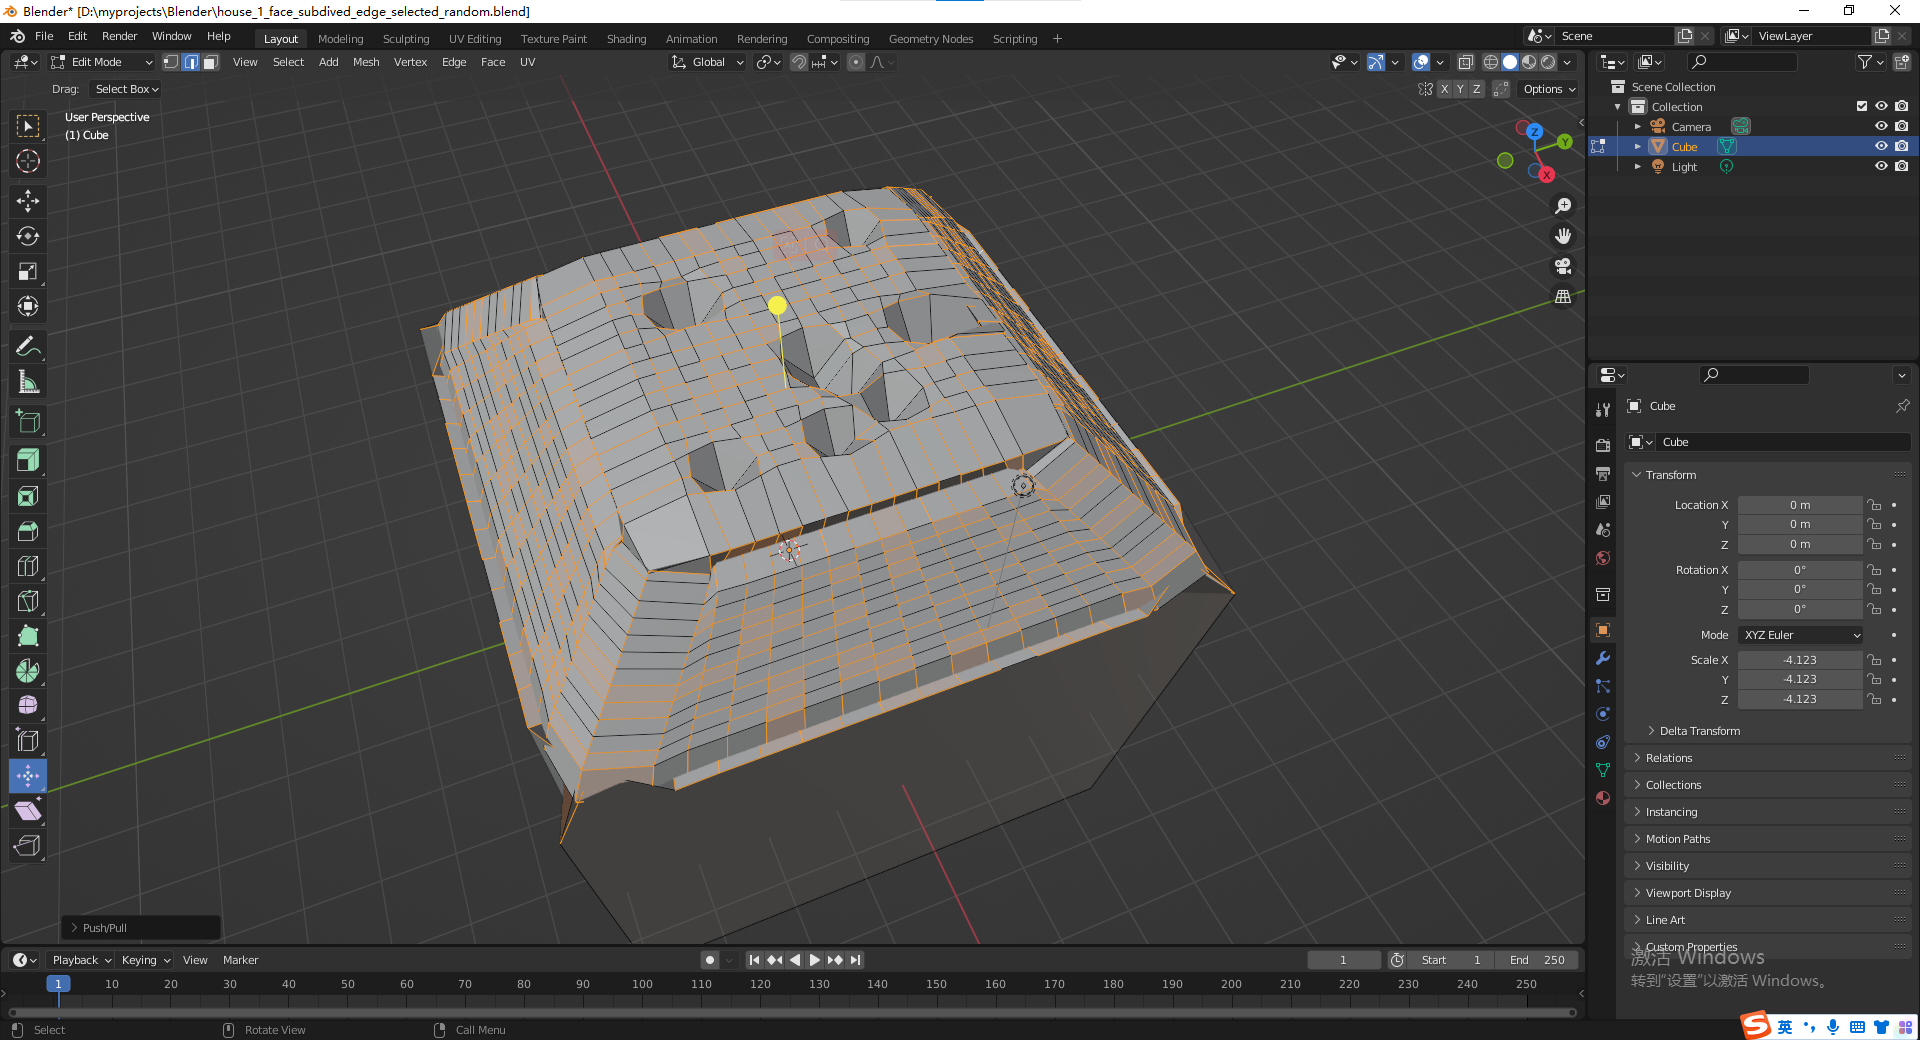 Blender* [D:\myprojects\Blender\house_1_face_subdived_edge_selected_random.blend]
File Edit Render Window Help Layout Modeling Sculpting UV Editing Texture Paint Shading Animation Rendering Compositing Geometry Nodes Scripting + Scene ViewLayer
Edit Mode View Select Add Mesh Vertex Edge Face UV Global
Drag: Select Box X Y Z Options
User Perspective
(1) Cube
Z
Y
X
Scene Collection
Collection
Camera
Cube
Light
Cube
Cube
Transform
Location X 0 m
Y 0 m
Z 0 m
Rotation X 0°
Y 0°
Z 0°
Mode XYZ Euler
Scale X -4.123
Y -4.123
Z -4.123
Delta Transform
Relations
Collections
Instancing
Motion Paths
Visibility
Viewport Display
Line Art
Custom Properties
激活 Windows
转到“设置”以激活 Windows。
Push/Pull
Playback Keying View Marker 1 Start 1 End 250
1 10 20 30 40 50 60 70 80 90 100 110 120 130 140 150 160 170 180 190 200 210 220 230 240 250
Select Rotate View Call Menu
英